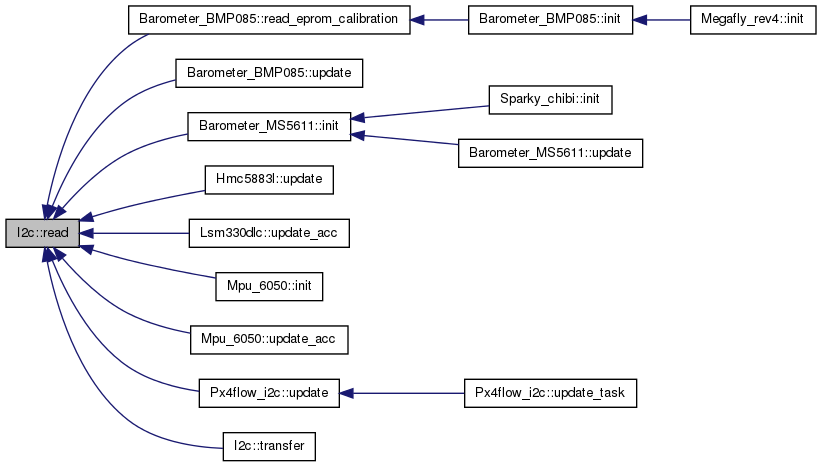 Barometer_BMP085::read_eprom_calibration
Barometer_BMP085::init
Megafly_rev4::init
Barometer_BMP085::update
Sparky_chibi::init
Barometer_MS5611::init
Barometer_MS5611::update
Hmc5883l::update
I2c::read
Lsm330dlc::update_acc
Mpu_6050::init
Mpu_6050::update_acc
Px4flow_i2c::update
Px4flow_i2c::update_task
I2c::transfer